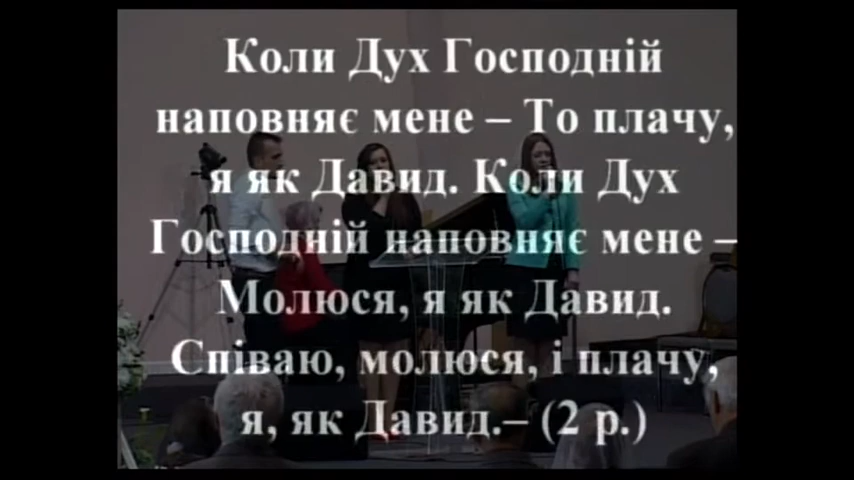 Коли Дух Господній
наповняє мене – То плачу,
я як Давид. Коли Дух
Господній наповняє мене –
Молюся, я як Давид.
Співаю, молюся, і плачу,
я, як Давид.– (2 р.)